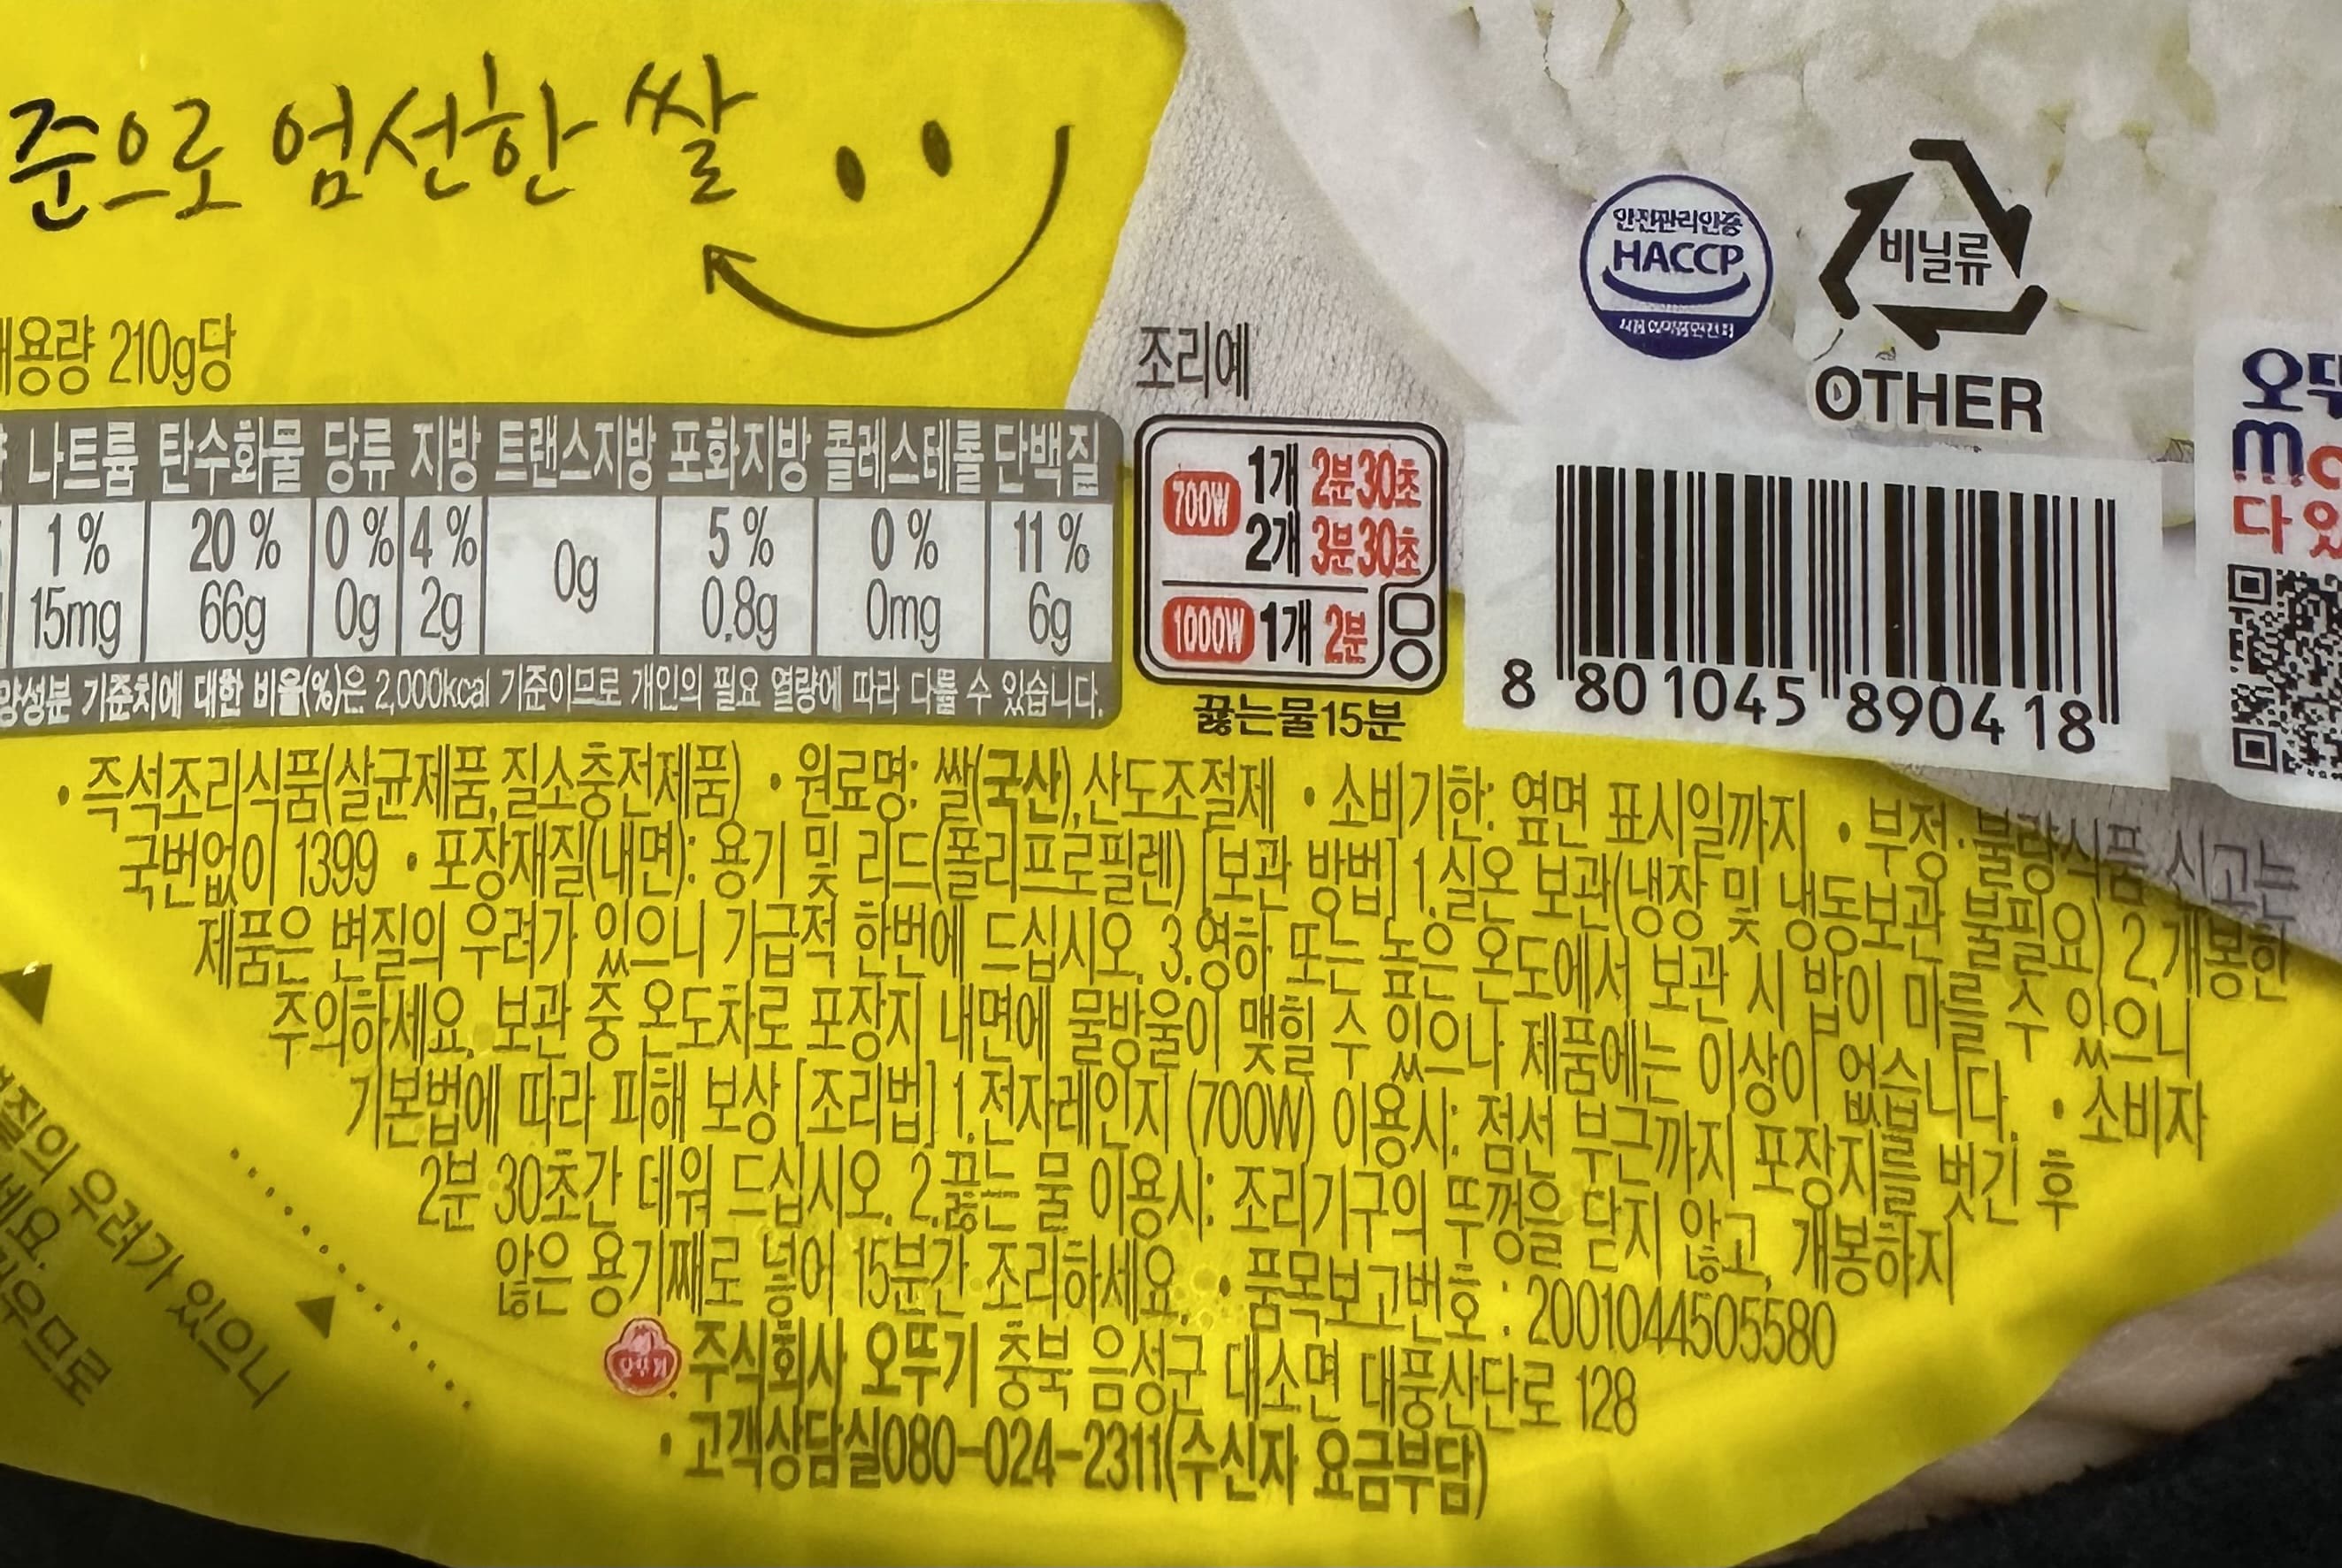 준으로 엄선한 쌀
용량 210g당
나트륨 탄수화물 당류 지방 트랜스지방 포화지방 콜레스테롤 단백질
1 % 20 % 0 % 4 % 0g 5 % 0 % 11 %
15mg 66g 0g 2g 0.8g 0mg 6g
양성분 기준치에 대한 비율(%)은 2,000kcal 기준이므로 개인의 필요 열량에 따라 다를 수 있습니다.
조리예
700W 1개 2분30초
2개 3분30초
1000W 1개 2분
끓는물15분
안전관리인증
HACCP
비닐류
OTHER
8 801045 890418
오뚜
다있
·즉석조리식품(살균제품,질소충전제품) ·원료명: 쌀(국산),산도조절제 ·소비기한: 옆면 표시일까지 ·부정·불량식품 신고는
국번없이 1399 ·포장재질(내면): 용기 및 리드(폴리프로필렌) [보관 방법] 1.실온 보관(냉장 및 냉동보관 불필요) 2.개봉한
제품은 변질의 우려가 있으니 가급적 한번에 드십시오. 3.영하 또는 높은 온도에서 보관 시 밥이 마를 수 있으니
주의하세요. 보관 중 온도차로 포장지 내면에 물방울이 맺힐 수 있으나 제품에는 이상이 없습니다. ·소비자
기본법에 따라 피해 보상 [조리법] 1.전자레인지 (700W) 이용시: 점선 부근까지 포장지를 벗긴 후
2분 30초간 데워 드십시오. 2.끓는 물 이용시: 조리기구의 뚜껑을 닫지 않고, 개봉하지
않은 용기째로 넣어 15분간 조리하세요. ·품목보고번호 : 2001044505580
오뚜기 주식회사 오뚜기 충북 음성군 대소면 대풍산단로 128
·고객상담실080-024-2311(수신자 요금부담)
질의 우려가 있으니
세요.